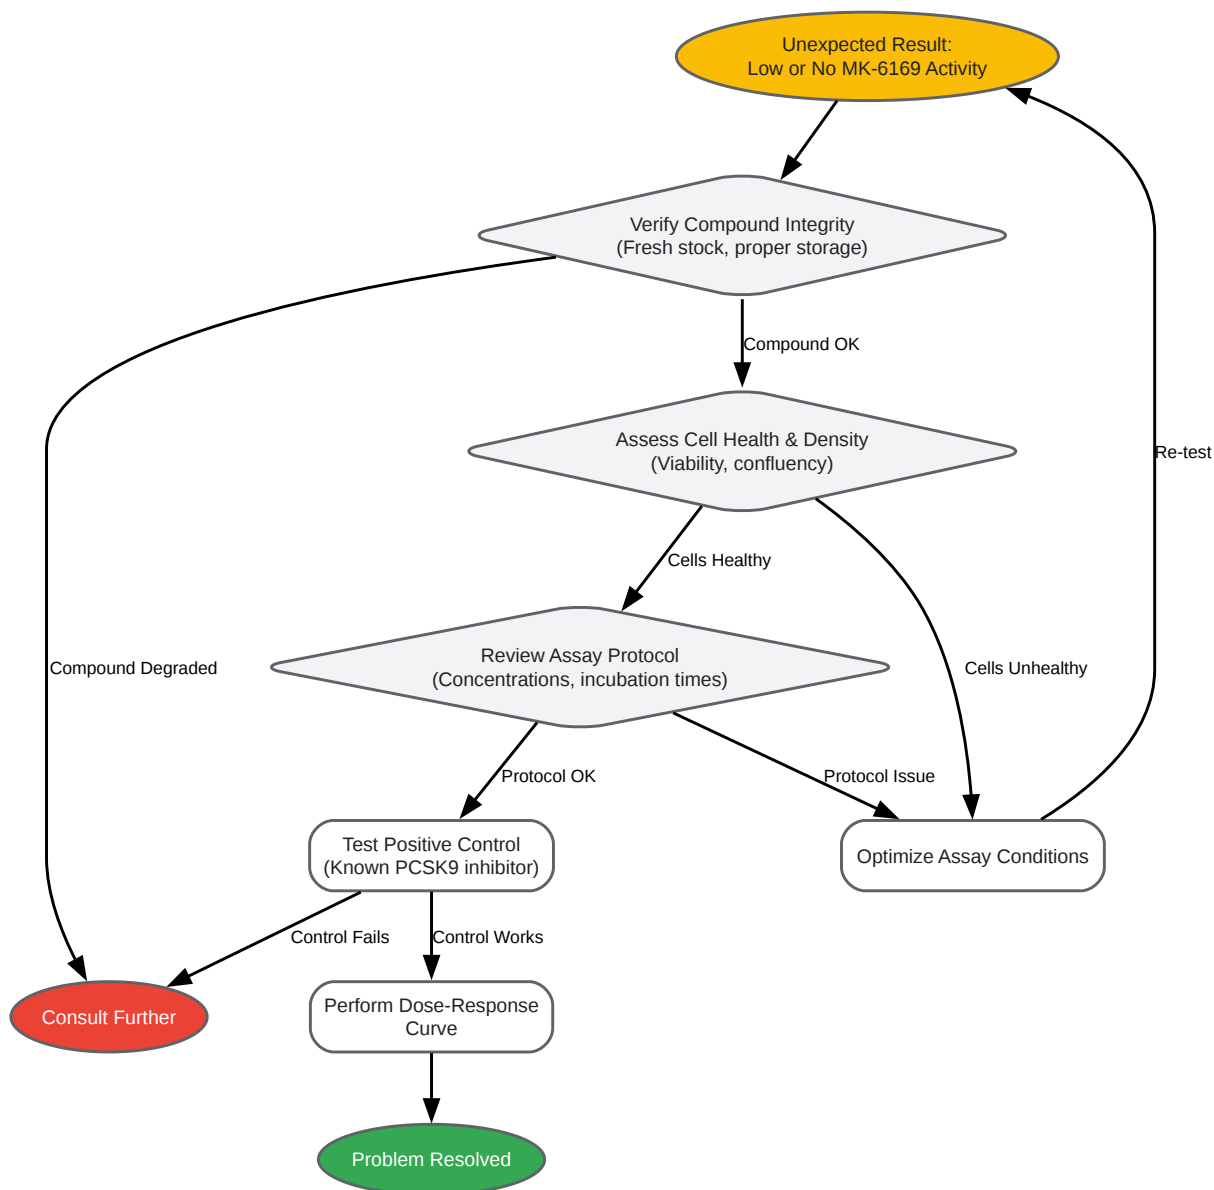 Unexpected Result:
Low or No MK-6169 Activity
Verify Compound Integrity
(Fresh stock, proper storage)
Compound OK
Assess Cell Health & Density
(Viability, confluency)
Re-test
Cells Healthy
Review Assay Protocol
(Concentrations, incubation times)
Compound Degraded
Cells Unhealthy
Protocol OK
Protocol Issue
Test Positive Control
(Known PCSK9 inhibitor)
Optimize Assay Conditions
Control Fails
Control Works
Consult Further
Perform Dose-Response
Curve
Problem Resolved